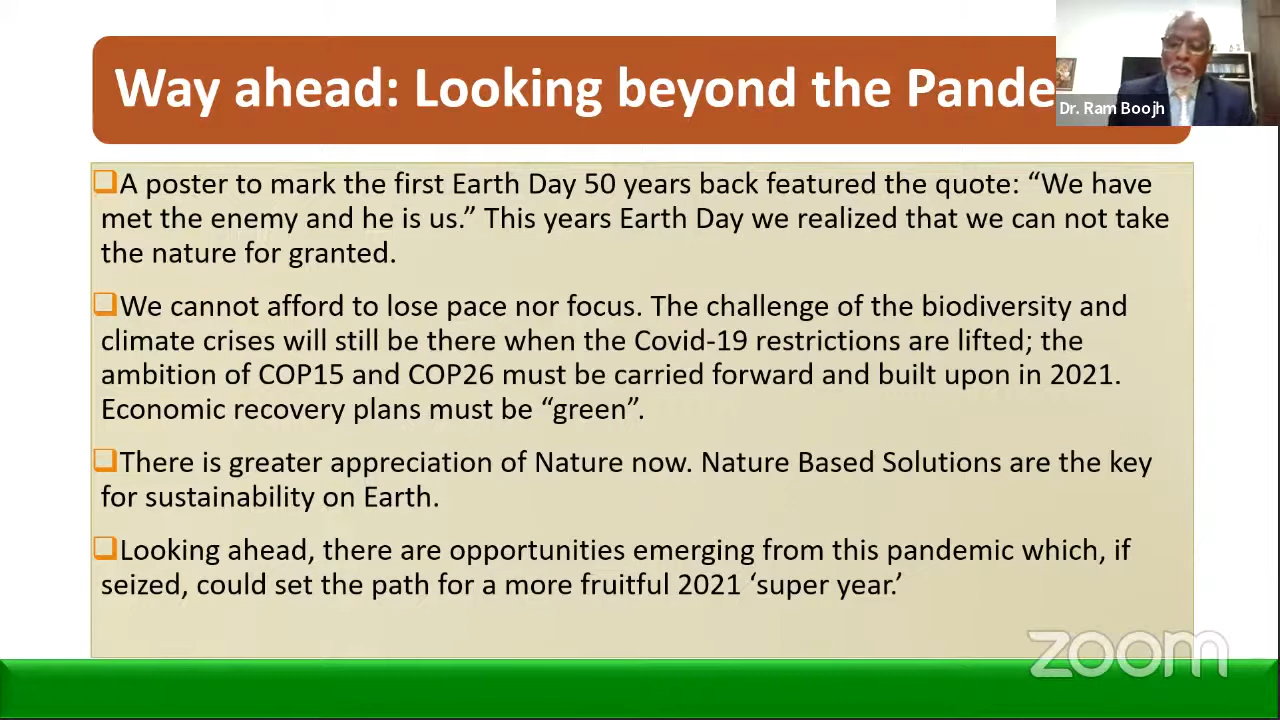 Way ahead: Looking beyond the Pande
Dr. Ram Boojh
A poster to mark the first Earth Day 50 years back featured the quote: “We have
met the enemy and he is us.” This years Earth Day we realized that we can not take
the nature for granted.
We cannot afford to lose pace nor focus. The challenge of the biodiversity and
climate crises will still be there when the Covid-19 restrictions are lifted; the
ambition of COP15 and COP26 must be carried forward and built upon in 2021.
Economic recovery plans must be “green”.
There is greater appreciation of Nature now. Nature Based Solutions are the key
for sustainability on Earth.
Looking ahead, there are opportunities emerging from this pandemic which, if
seized, could set the path for a more fruitful 2021 ‘super year.’
zoom